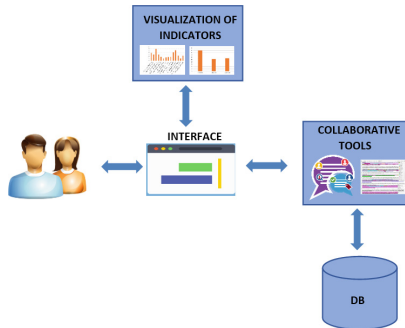 VISUALIZATION OF
INDICATORS
INTERFACE
COLLABORATIVE
TOOLS
DB